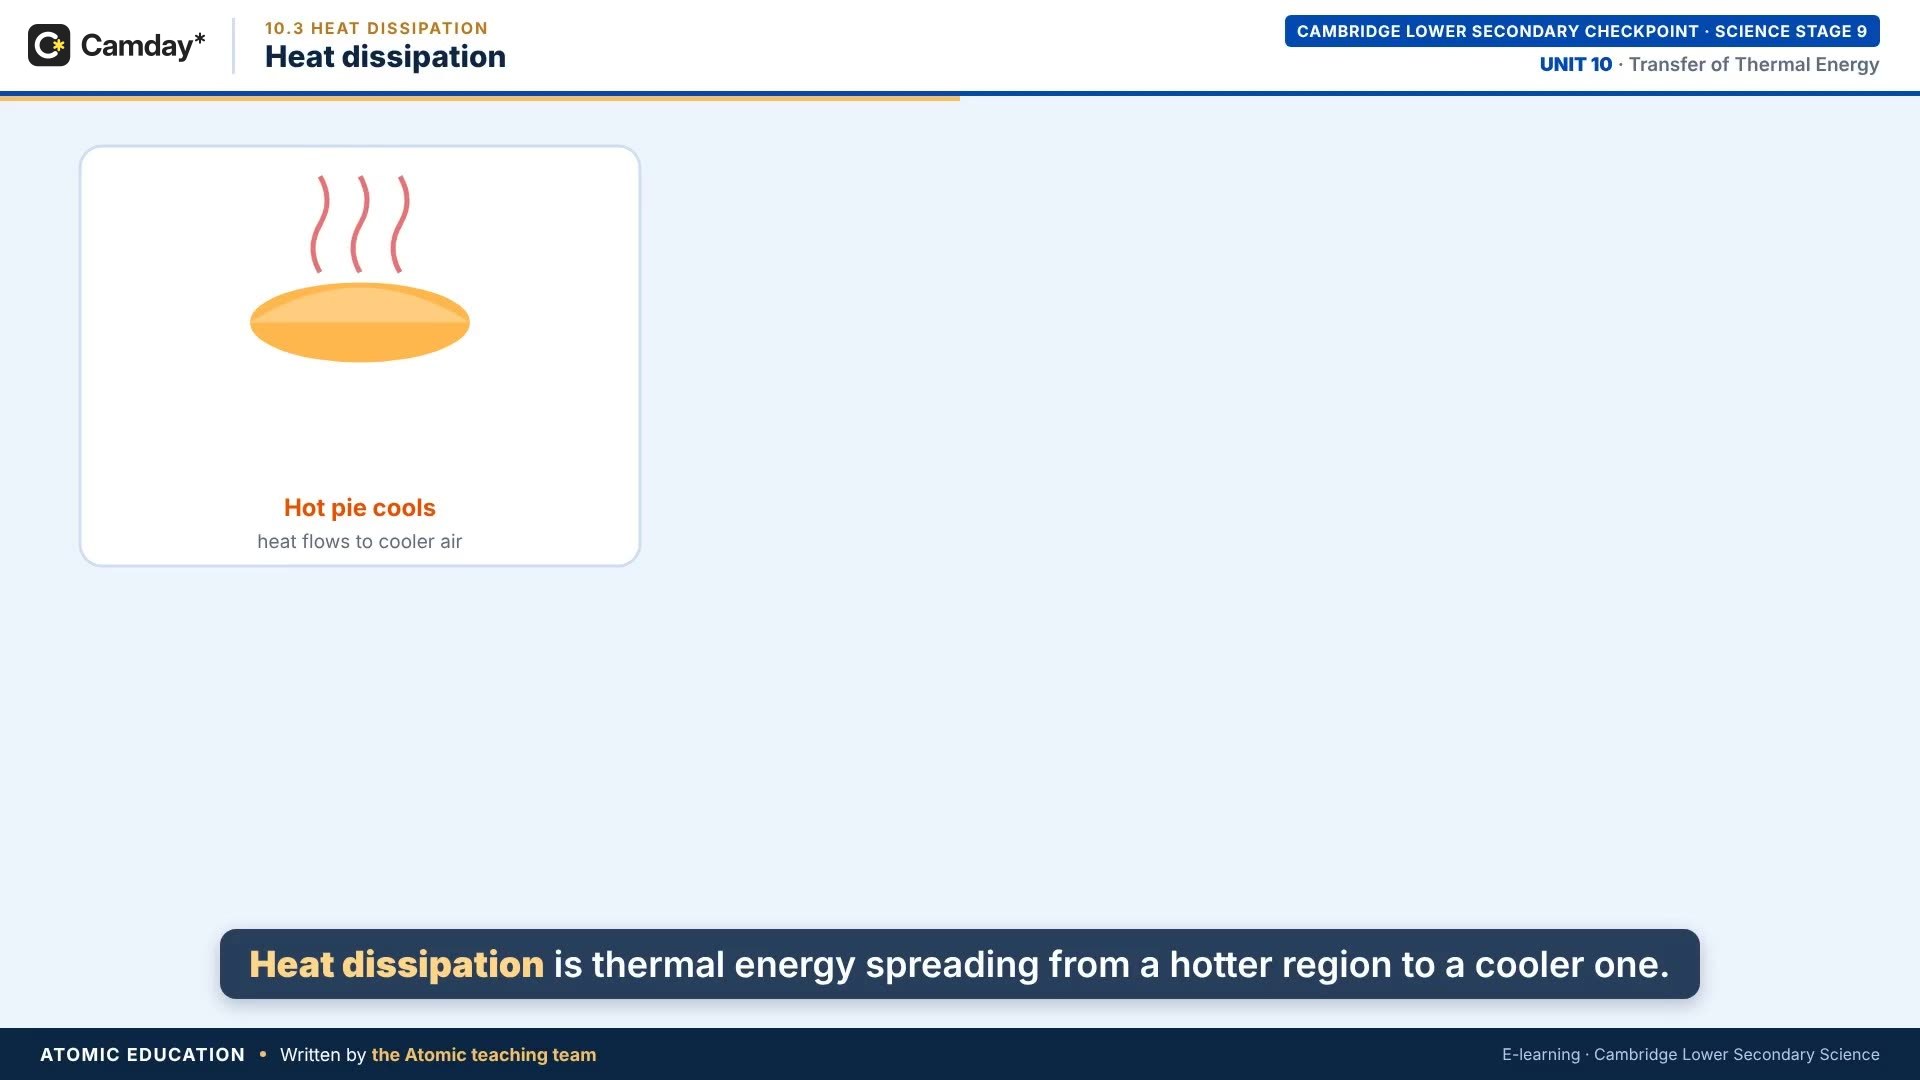 Camday*
10.3 HEAT DISSIPATION
Heat dissipation
CAMBRIDGE LOWER SECONDARY CHECKPOINT · SCIENCE STAGE 9
UNIT 10 · Transfer of Thermal Energy
Hot pie cools
heat flows to cooler air
Heat dissipation is thermal energy spreading from a hotter region to a cooler one.
ATOMIC EDUCATION • Written by the Atomic teaching team
E-learning · Cambridge Lower Secondary Science